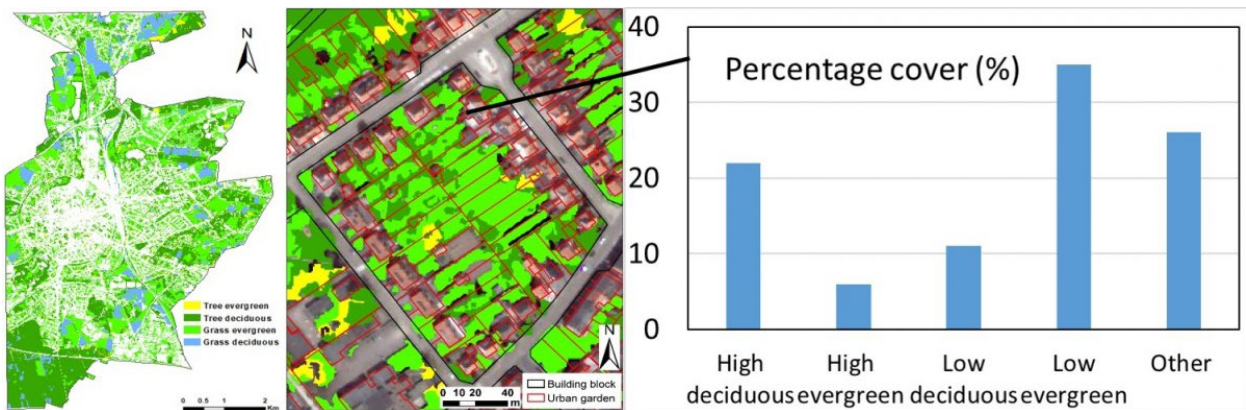 N
Tree evergreen
Tree deciduous
Grass evergreen
Grass deciduous
0 0.5 1 2
Km
N
Building block
Urban garden
0 10 20 40
m
Percentage cover (%)
40
30
20
10
0
High deciduous
High evergreen
Low deciduous
Low evergreen
Other